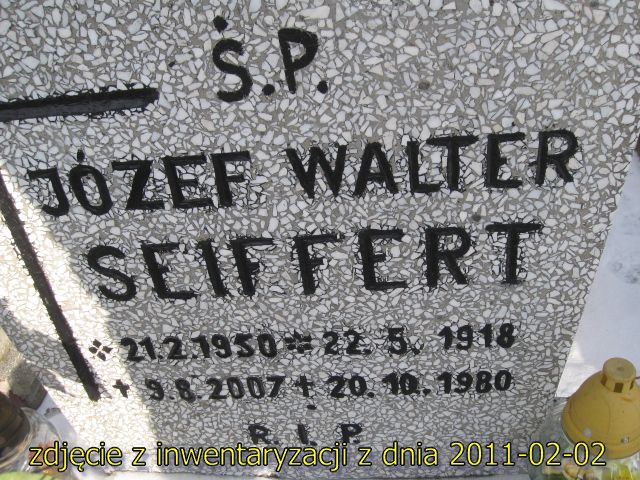 Ś.P.
JÓZEF WALTER
SEIFFERT
* 21.2.1950 * 22.5.1918
+ 9.8.2007 + 20.10.1980
R.I.P.
zdjęcie z inwentaryzacji z dnia 2011-02-02